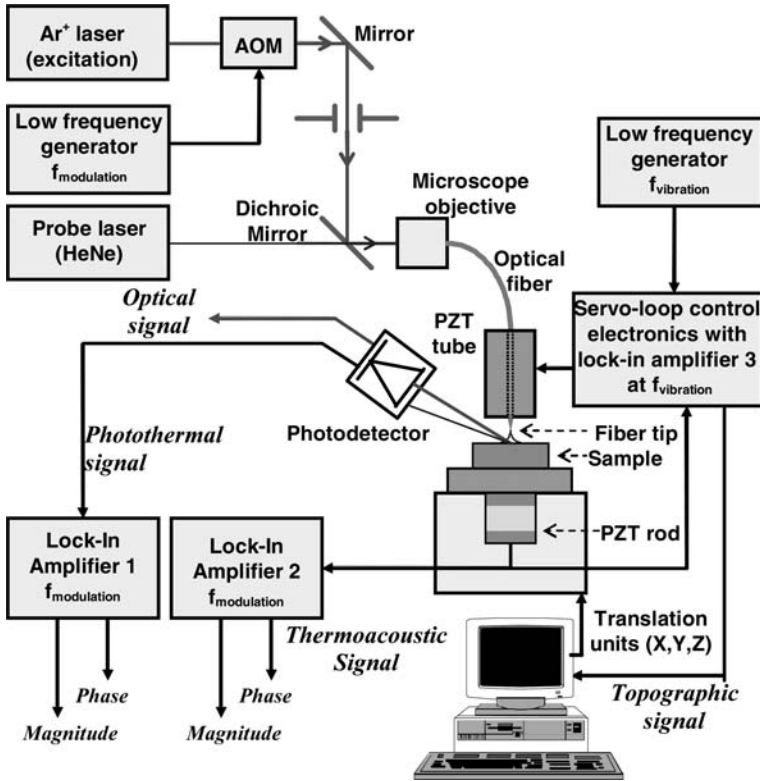 Ar+ laser
(excitation)
AOM
Mirror
Low frequency
generator
fmodulation
Low frequency
generator
fvibration
Microscope
objective
Dichroic
Mirror
Probe laser
(HeNe)
Optical
fiber
Optical
signal
PZT
tube
Servo-loop control
electronics with
lock-in amplifier 3
at fvibration
Photodetector
Fiber tip
Sample
Photothermal
signal
PZT rod
Lock-In
Amplifier 1
fmodulation
Lock-In
Amplifier 2
fmodulation
Thermoacoustic
Signal
Translation
units (X,Y,Z)
Phase
Magnitude
Phase
Magnitude
Topographic
signal